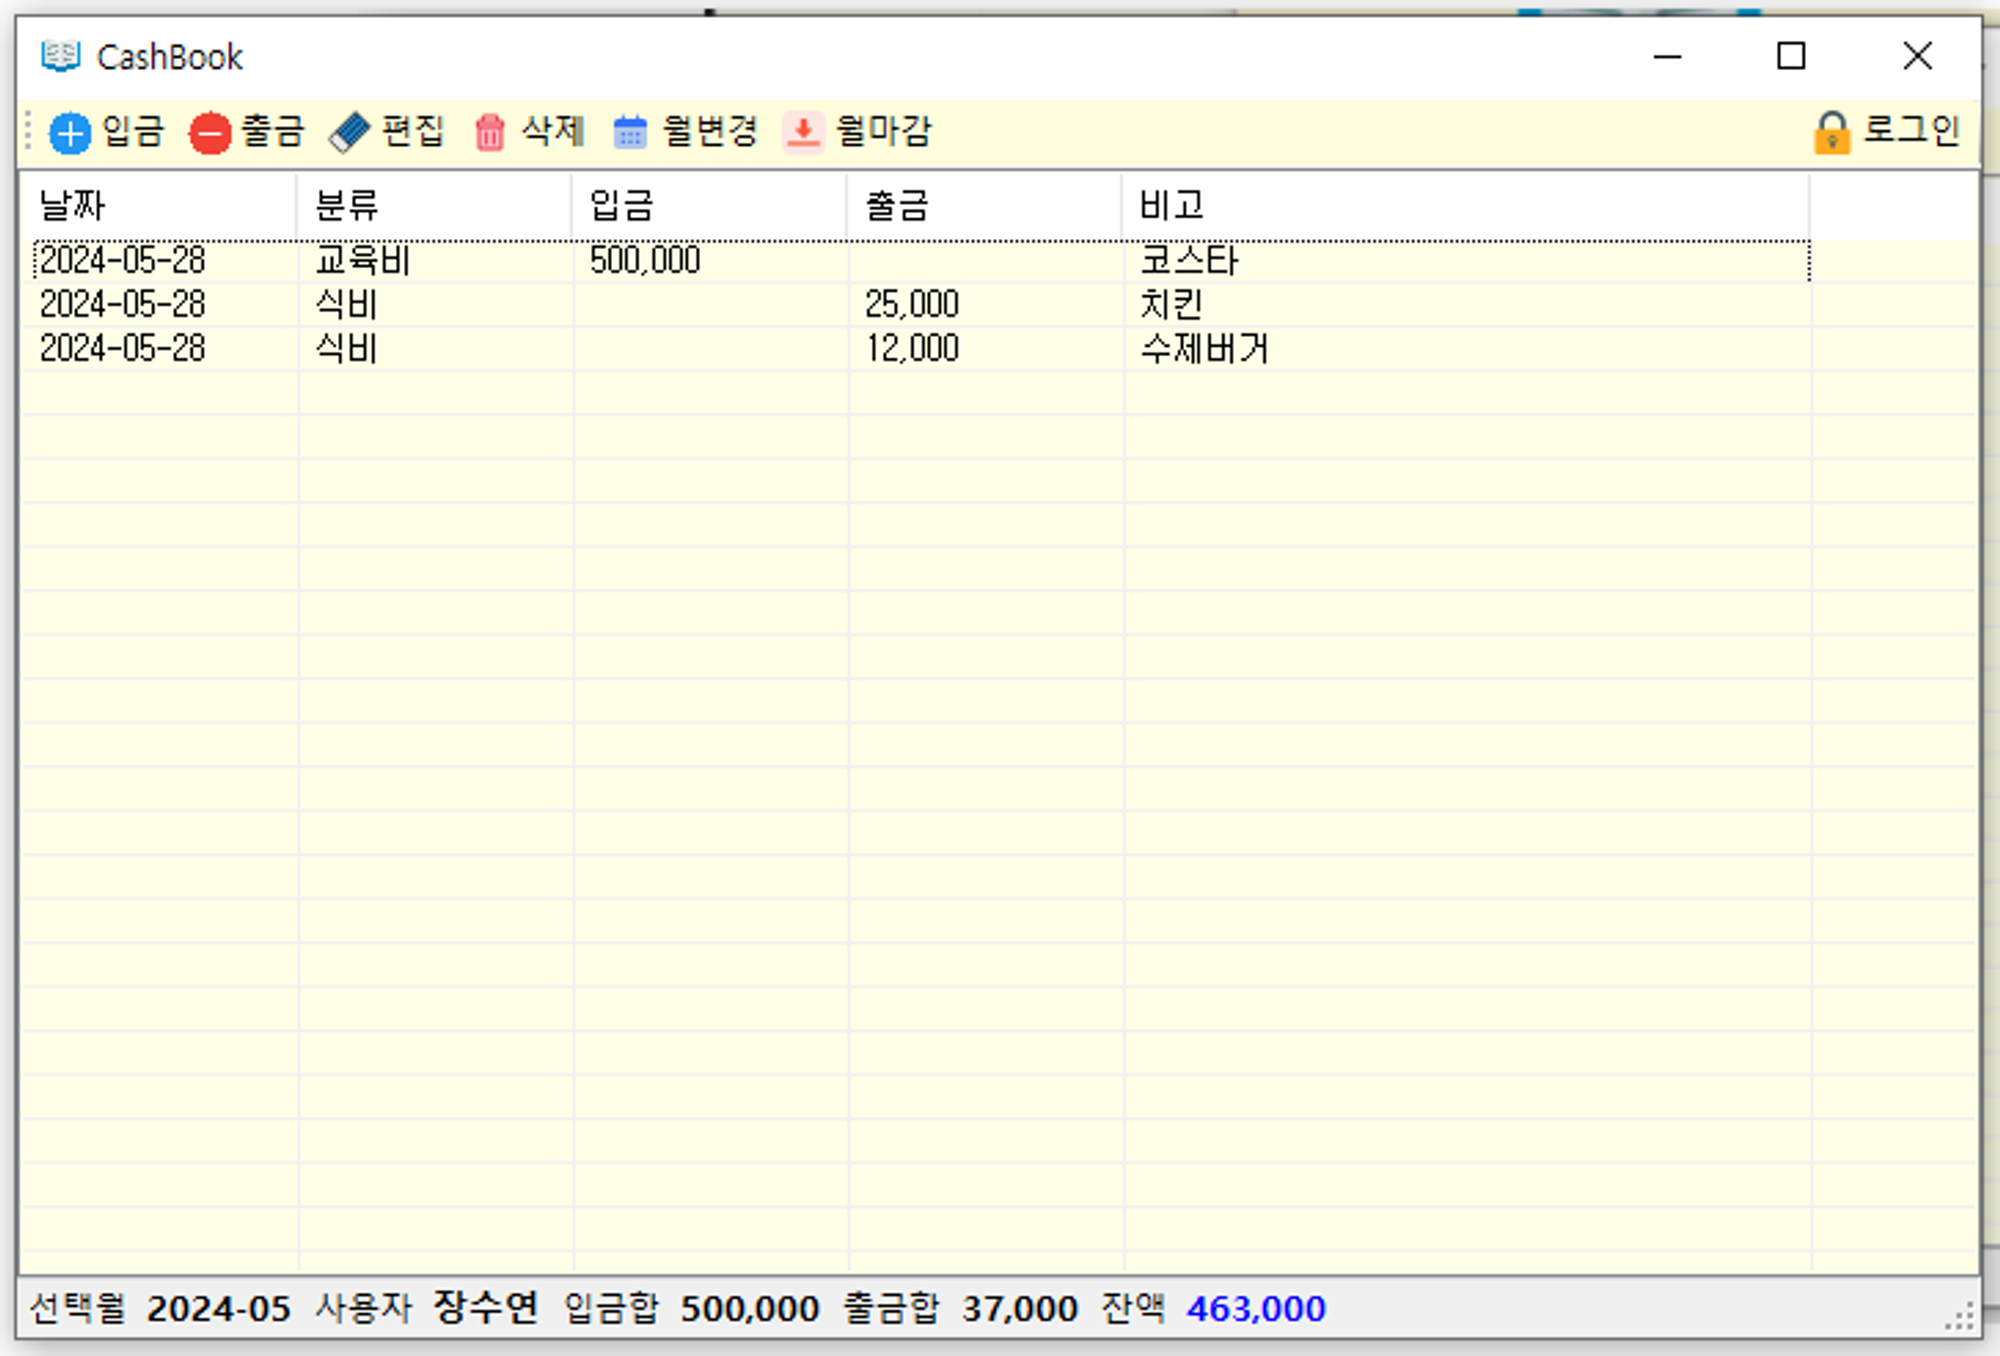 CashBook
입금 출금 편집 삭제 월변경 월마감 로그인
날짜 분류 입금 출금 비고
2024-05-28 교육비 500,000 코스타
2024-05-28 식비 25,000 치킨
2024-05-28 식비 12,000 수제버거
선택월 2024-05 사용자 장수연 입금합 500,000 출금합 37,000 잔액 463,000